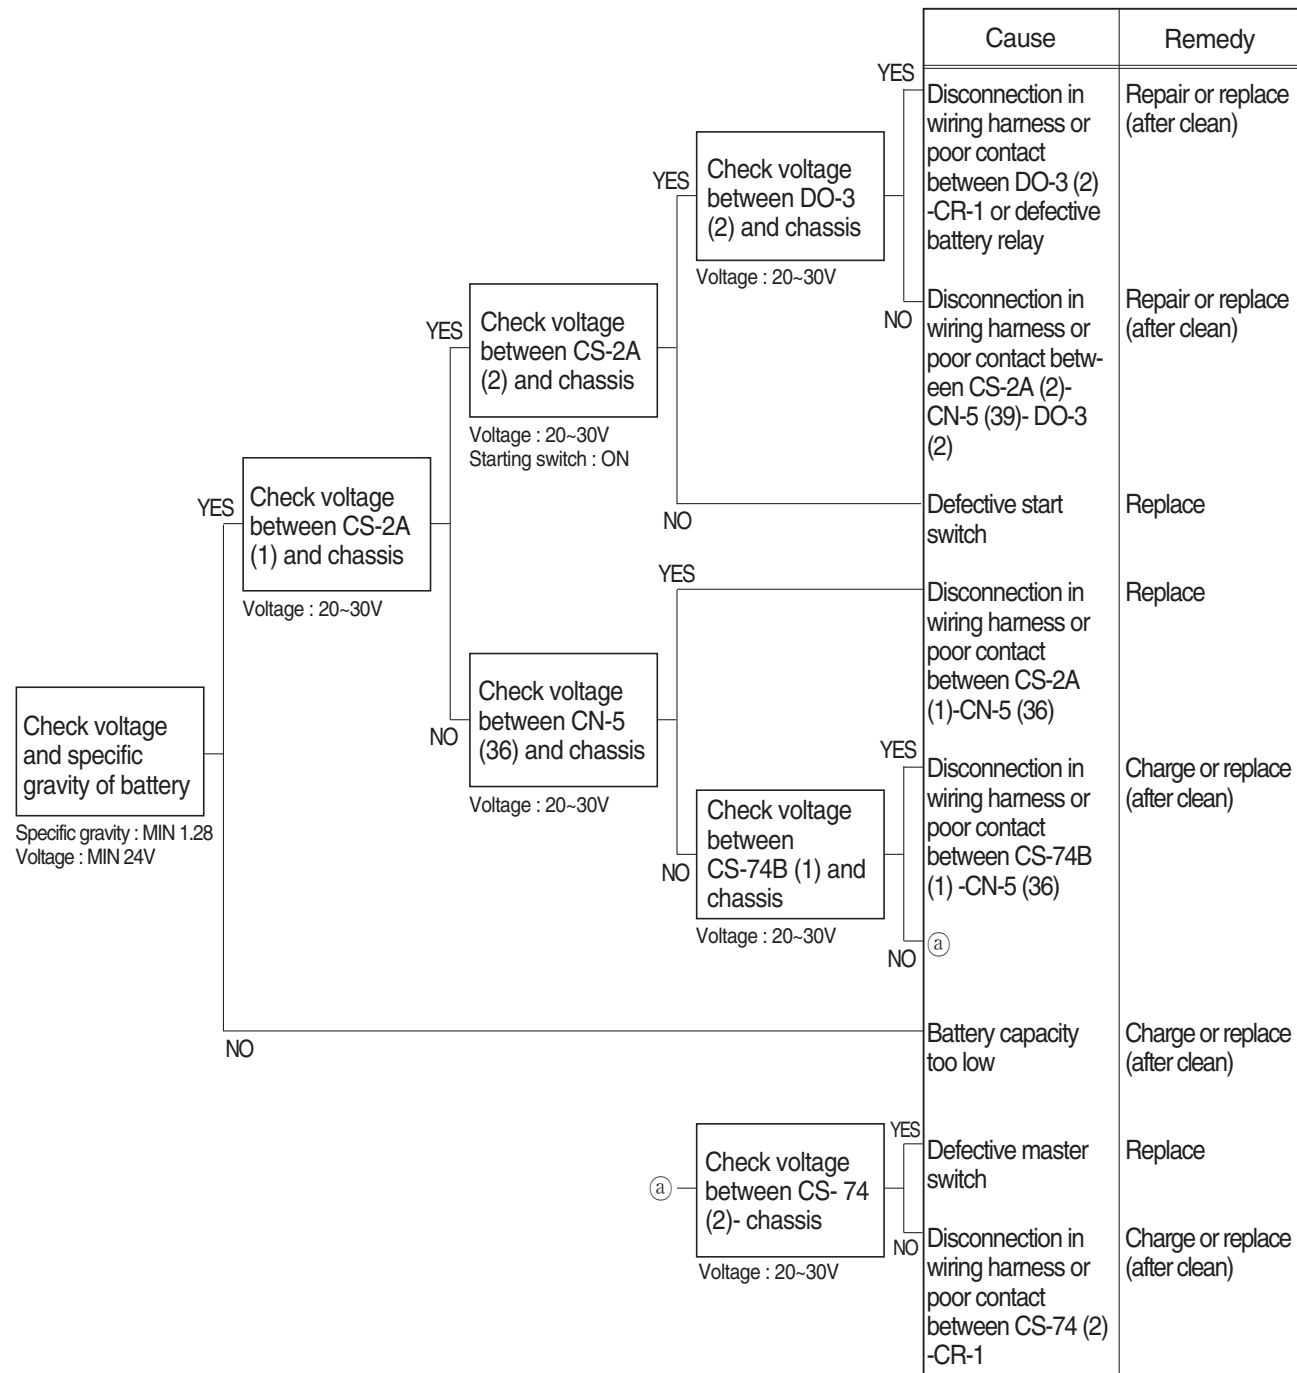 Cause
Remedy
YES
Disconnection in
wiring harness or
poor contact
between DO-3 (2)
-CR-1 or defective
battery relay
Repair or replace
(after clean)
YES
Check voltage
between DO-3
(2) and chassis
Voltage : 20~30V
NO
Disconnection in
wiring harness or
poor contact betw-
een CS-2A (2)-
CN-5 (39)- DO-3
(2)
Repair or replace
(after clean)
YES
Check voltage
between CS-2A
(2) and chassis
Voltage : 20~30V
Starting switch : ON
NO
Defective start
switch
Replace
YES
Check voltage
between CS-2A
(1) and chassis
Voltage : 20~30V
YES
Disconnection in
wiring harness or
poor contact
between CS-2A
(1)-CN-5 (36)
Replace
NO
Check voltage
between CN-5
(36) and chassis
Voltage : 20~30V
Check voltage
and specific
gravity of battery
Specific gravity : MIN 1.28
Voltage : MIN 24V
YES
Disconnection in
wiring harness or
poor contact
between CS-74B
(1) -CN-5 (36)
Charge or replace
(after clean)
NO
Check voltage
between
CS-74B (1) and
chassis
Voltage : 20~30V
NO
ⓐ
NO
Battery capacity
too low
Charge or replace
(after clean)
ⓐ
Check voltage
between CS- 74
(2)- chassis
Voltage : 20~30V
YES
Defective master
switch
Replace
NO
Disconnection in
wiring harness or
poor contact
between CS-74 (2)
-CR-1
Charge or replace
(after clean)